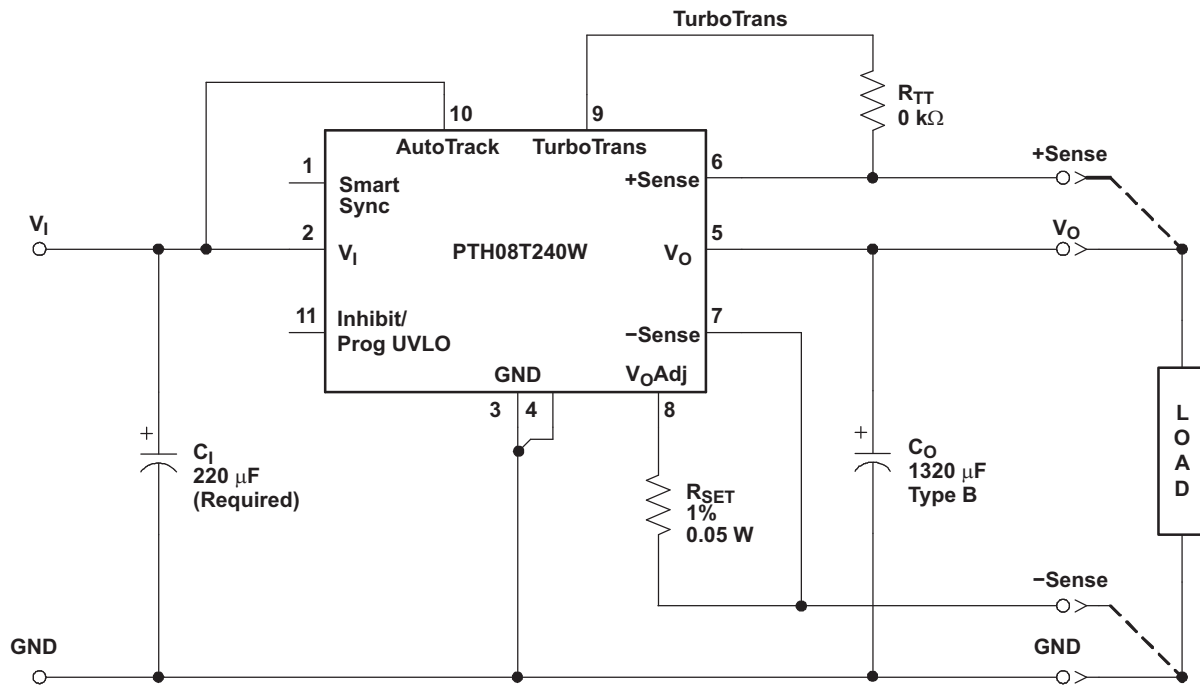 TurboTrans
10
9
R_TT
0 kΩ
AutoTrack
TurboTrans
1
6
+Sense
Smart
Sync
+Sense
V_I
2
V_I
PTH08T240W
5
V_O
V_O
11
Inhibit/
Prog UVLO
7
−Sense
GND
V_OAdj
3
4
8
+
C_I
220 μF
(Required)
R_SET
1%
0.05 W
+
C_O
1320 μF
Type B
L
O
A
D
−Sense
GND
GND